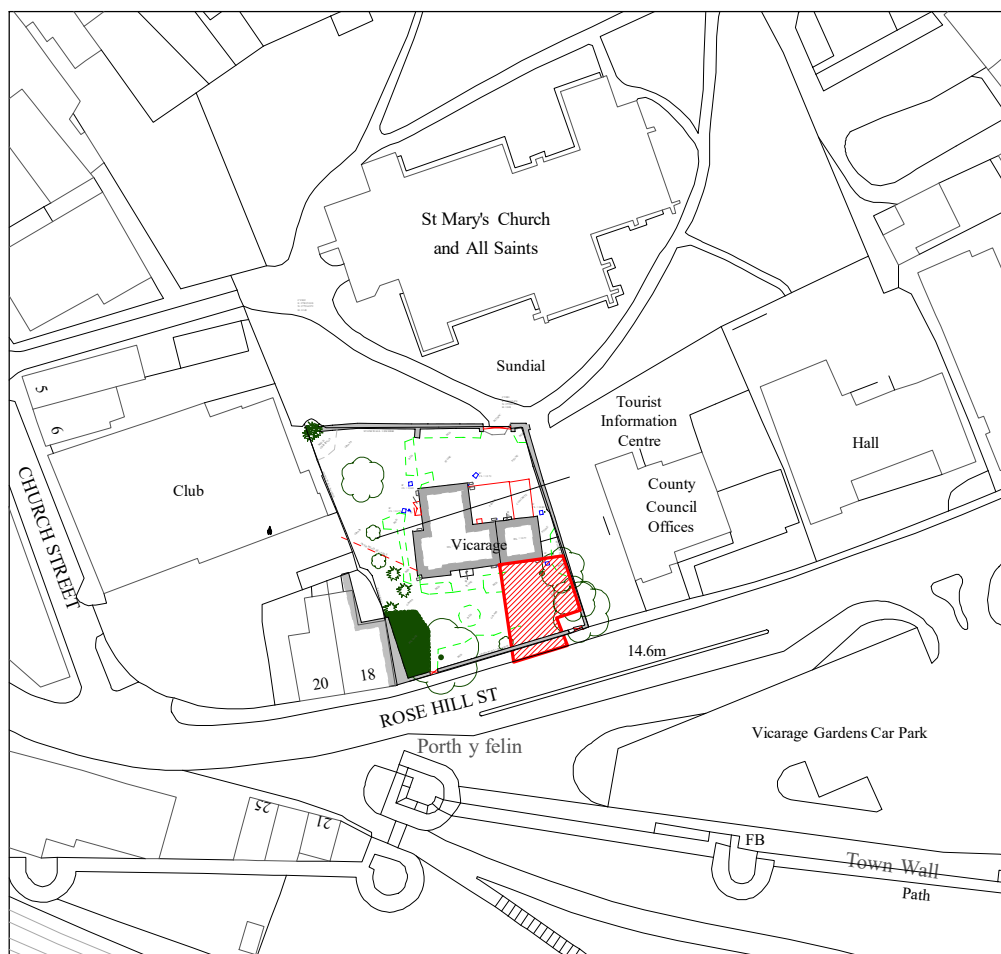 St Mary's Church
and All Saints
Sundial
Tourist
Information
Centre
County
Council
Offices
Hall
5
6
Club
CHURCH STREET
Vicarage
20
18
14.6m
ROSE HILL ST
Porth y felin
Vicarage Gardens Car Park
25
21
FB
Town Wall
Path